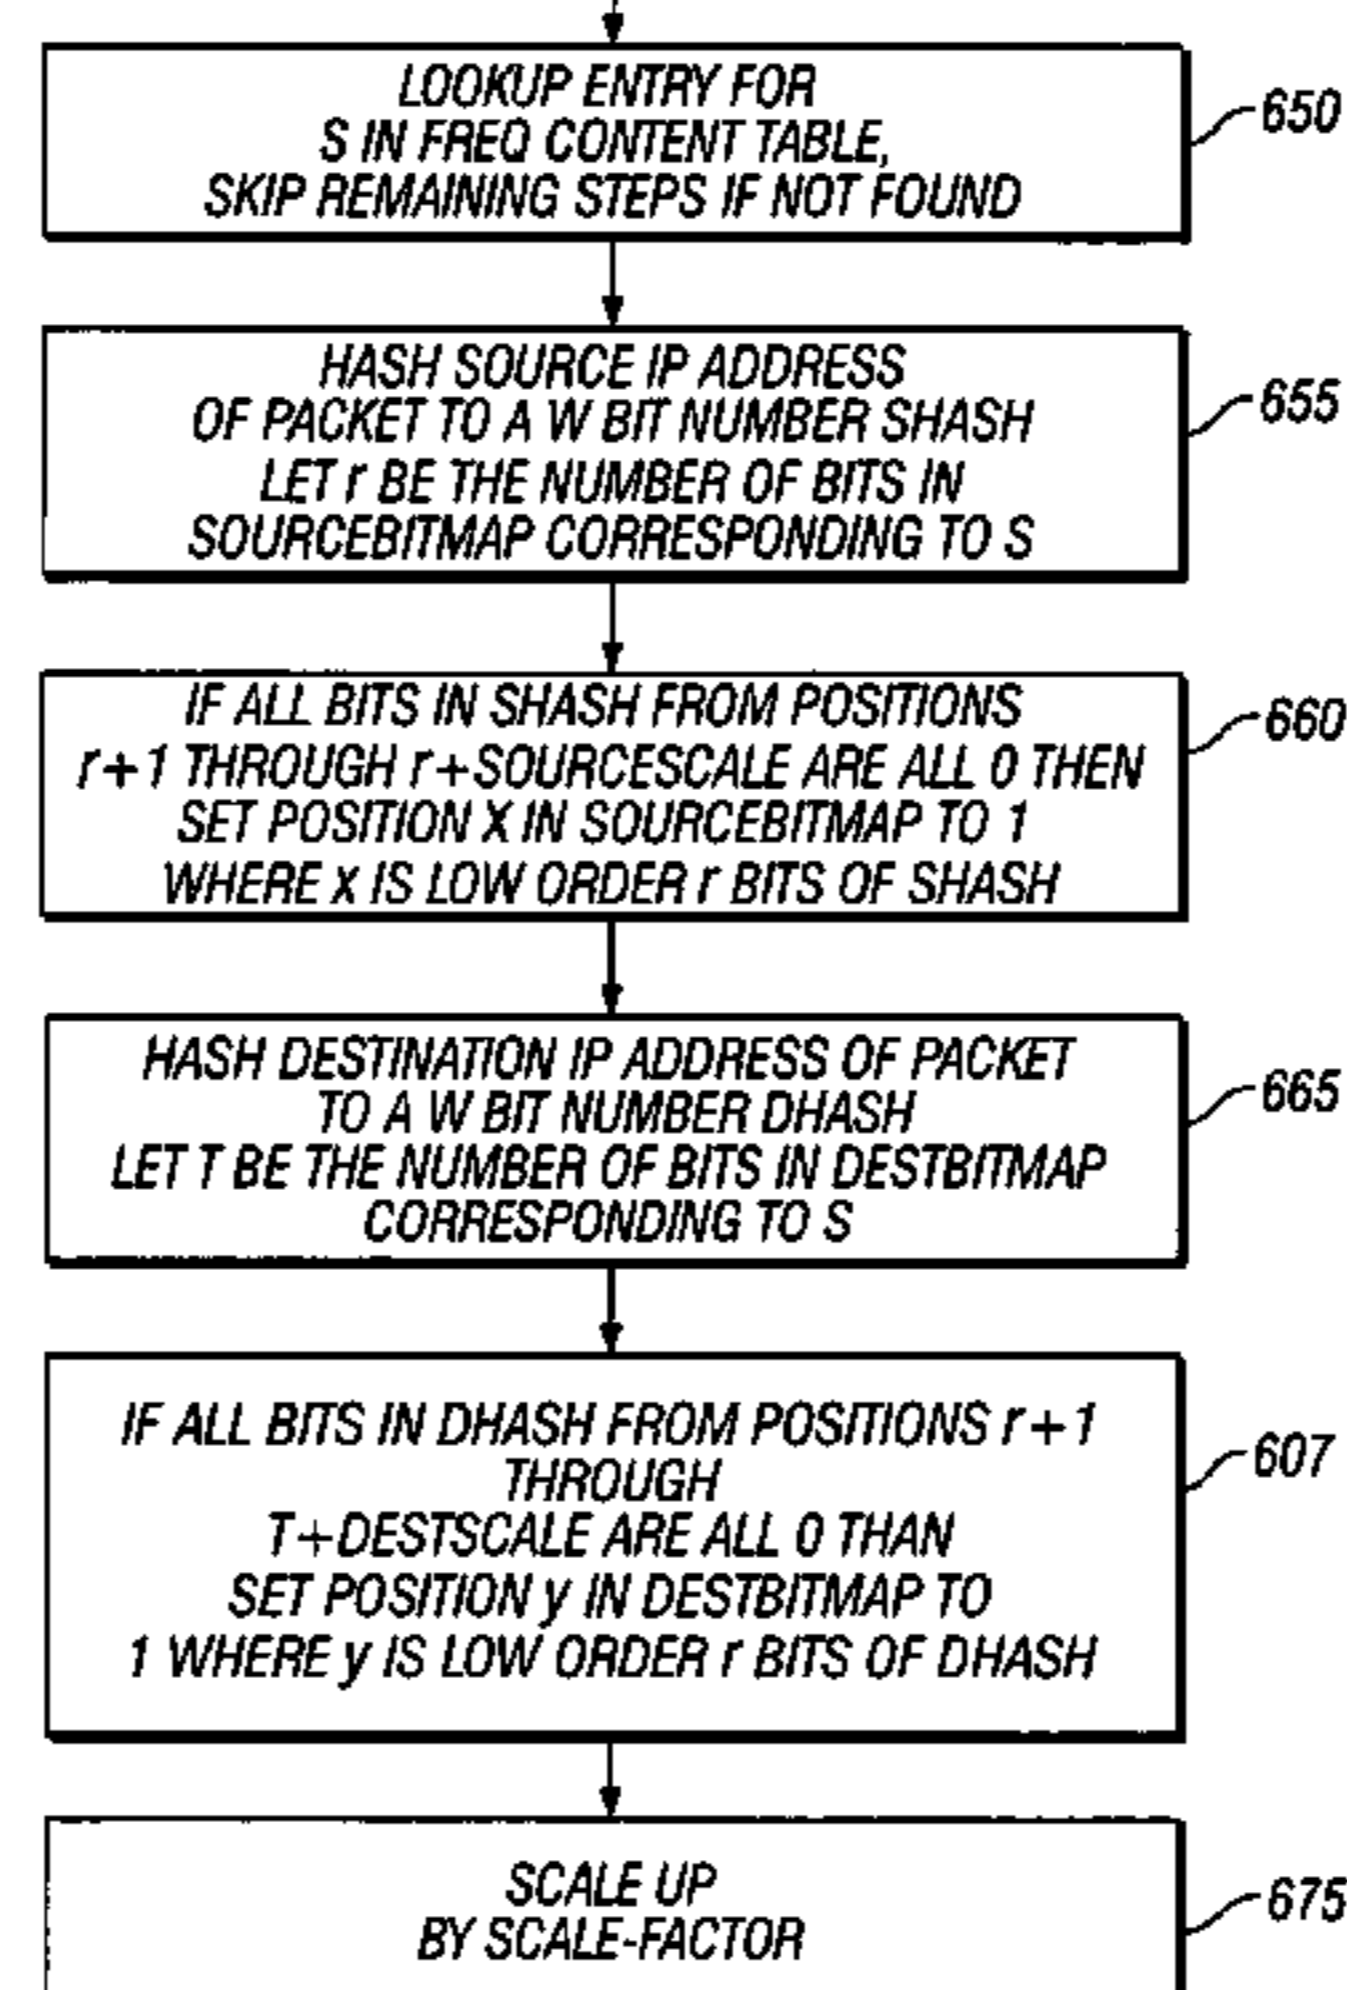 LOOKUP ENTRY FOR
S IN FREQ CONTENT TABLE,
SKIP REMAINING STEPS IF NOT FOUND
650
HASH SOURCE IP ADDRESS
OF PACKET TO A W BIT NUMBER SHASH
LET r BE THE NUMBER OF BITS IN
SOURCEBITMAP CORRESPONDING TO S
655
IF ALL BITS IN SHASH FROM POSITIONS
r+1 THROUGH r+SOURCESCALE ARE ALL 0 THEN
SET POSITION X IN SOURCEBITMAP TO 1
WHERE X IS LOW ORDER r BITS OF SHASH
660
HASH DESTINATION IP ADDRESS OF PACKET
TO A W BIT NUMBER DHASH
LET T BE THE NUMBER OF BITS IN DESTBITMAP
CORRESPONDING TO S
665
IF ALL BITS IN DHASH FROM POSITIONS r+1
THROUGH
T+DESTSCALE ARE ALL 0 THAN
SET POSITION y IN DESTBITMAP TO
1 WHERE y IS LOW ORDER r BITS OF DHASH
607
SCALE UP
BY SCALE-FACTOR
675